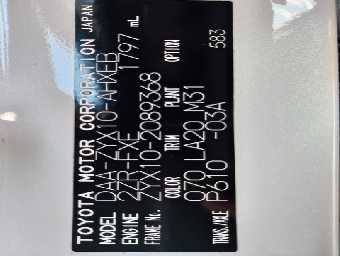 TOYOTA MOTOR CORPORATION JAPAN
MODEL DAA-ZYX10-AHXEB
ENGINE 2ZR-FXE 1797 mL
FRAME Nr. ZYX10-2089368
COLOR TRIM PLANT OPTION
070 LA20 M31
TRANS./AXLE P610 -03A 583